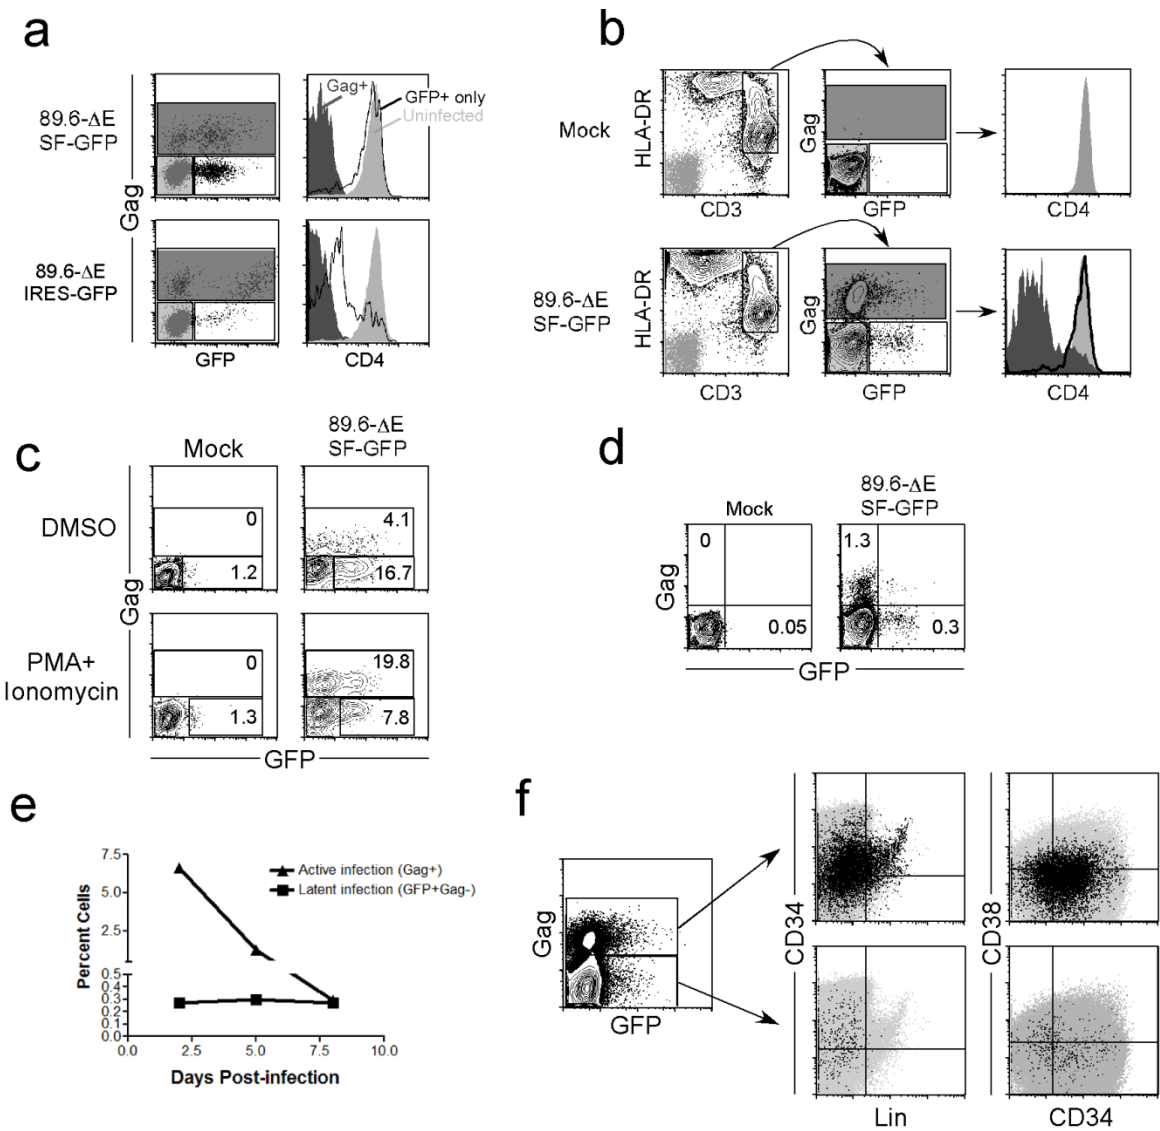 a
89.6-ΔE
SF-GFP
Gag+
GFP+ only
Uninfected
89.6-ΔE
IRES-GFP
Gag
GFP
CD4
b
Mock
HLA-DR
CD3
Gag
GFP
CD4
89.6-ΔE
SF-GFP
HLA-DR
CD3
Gag
GFP
CD4
c
Mock
89.6-ΔE
SF-GFP
DMSO
0
1.2
4.1
16.7
PMA+
Ionomycin
0
1.3
19.8
7.8
Gag
GFP
d
Mock
89.6-ΔE
SF-GFP
Gag
0
0.05
1.3
0.3
GFP
e
Percent Cells
7.5
5.0
2.5
0.5
0.4
0.3
0.2
0.1
0.0
Active infection (Gag+)
Latent infection (GFP+Gag-)
0.0
2.5
5.0
7.5
10.0
Days Post-infection
f
Gag
GFP
CD34
Lin
CD38
CD34